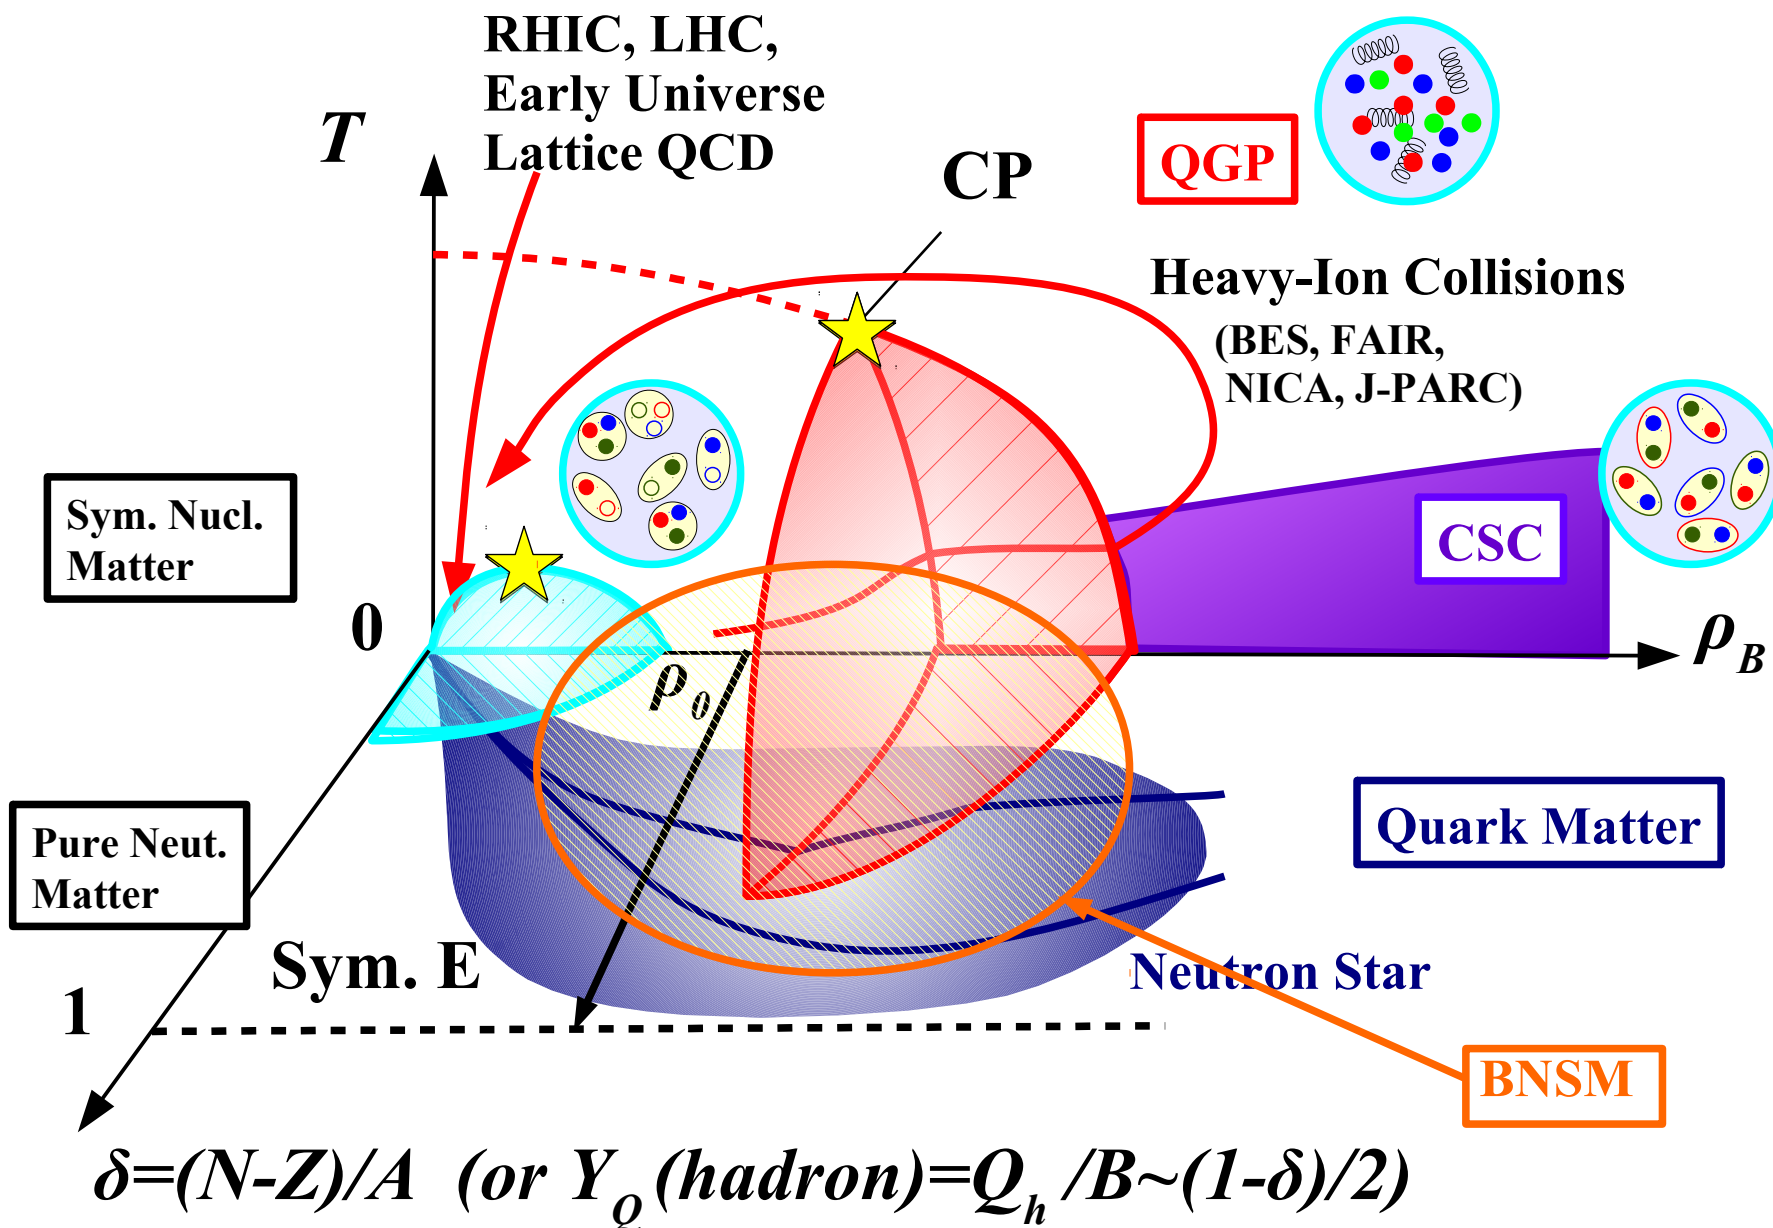 RHIC, LHC,
Early Universe
Lattice QCD
T
CP
QGP
Heavy-Ion Collisions
(BES, FAIR,
NICA, J-PARC)
Sym. Nucl.
Matter
CSC
0
ρB
ρ0
Pure Neut.
Matter
Quark Matter
Sym. E
Neutron Star
1
BNSM
δ=(N-Z)/A (or YQ(hadron)=Qh/B~(1-δ)/2)